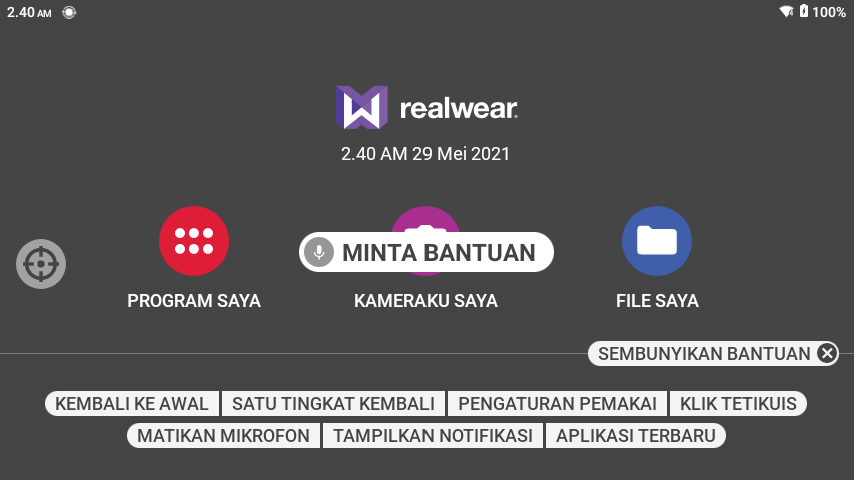 2.40 AM
100%
realwear
2.40 AM 29 Mei 2021
MINTA BANTUAN
PROGRAM SAYA
KAMERAKU SAYA
FILE SAYA
SEMBUNYIKAN BANTUAN
KEMBALI KE AWAL SATU TINGKAT KEMBALI PENGATURAN PEMAKAI KLIK TETIKUIS
MATIKAN MIKROFON TAMPILKAN NOTIFIKASI APLIKASI TERBARU